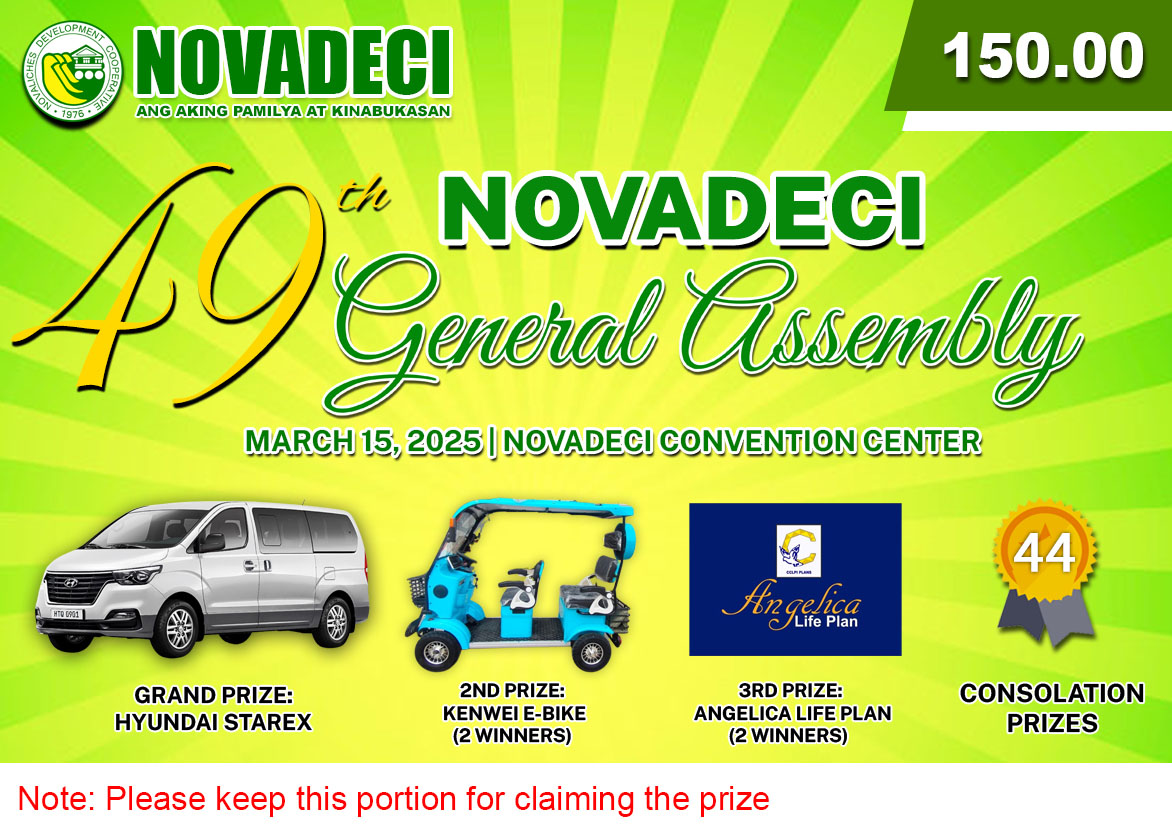 NOVALICHES DEVELOPMENT COOPERATIVE
• 1976 •
NOVADECI
ANG AKING PAMILYA AT KINABUKASAN
150.00
49th NOVADECI
General Assembly
MARCH 15, 2025 | NOVADECI CONVENTION CENTER
HTQ 0901
CCLPI PLANS
Angelica
Life Plan
44
GRAND PRIZE:
HYUNDAI STAREX
2ND PRIZE:
KENWEI E-BIKE
(2 WINNERS)
3RD PRIZE:
ANGELICA LIFE PLAN
(2 WINNERS)
CONSOLATION
PRIZES
Note: Please keep this portion for claiming the prize